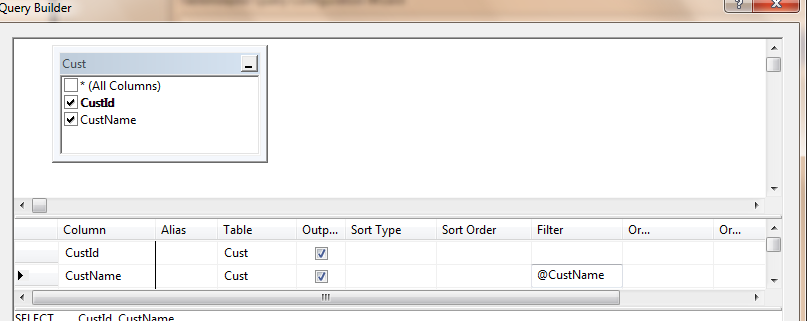 Query Builder
Cust
* (All Columns)
CustId
CustName
Column Alias Table Outp... Sort Type Sort Order Filter Or... Or...
CustId Cust
CustName Cust @CustName
SELECT CustId, CustName